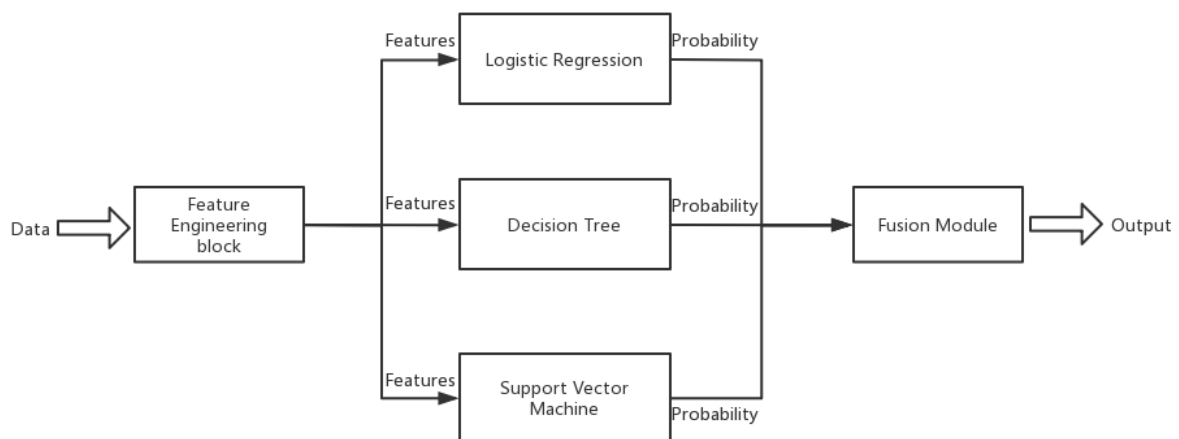 Data
Feature
Engineering
block
Features
Logistic Regression
Probability
Features
Decision Tree
Probability
Features
Support Vector
Machine
Probability
Fusion Module
Output